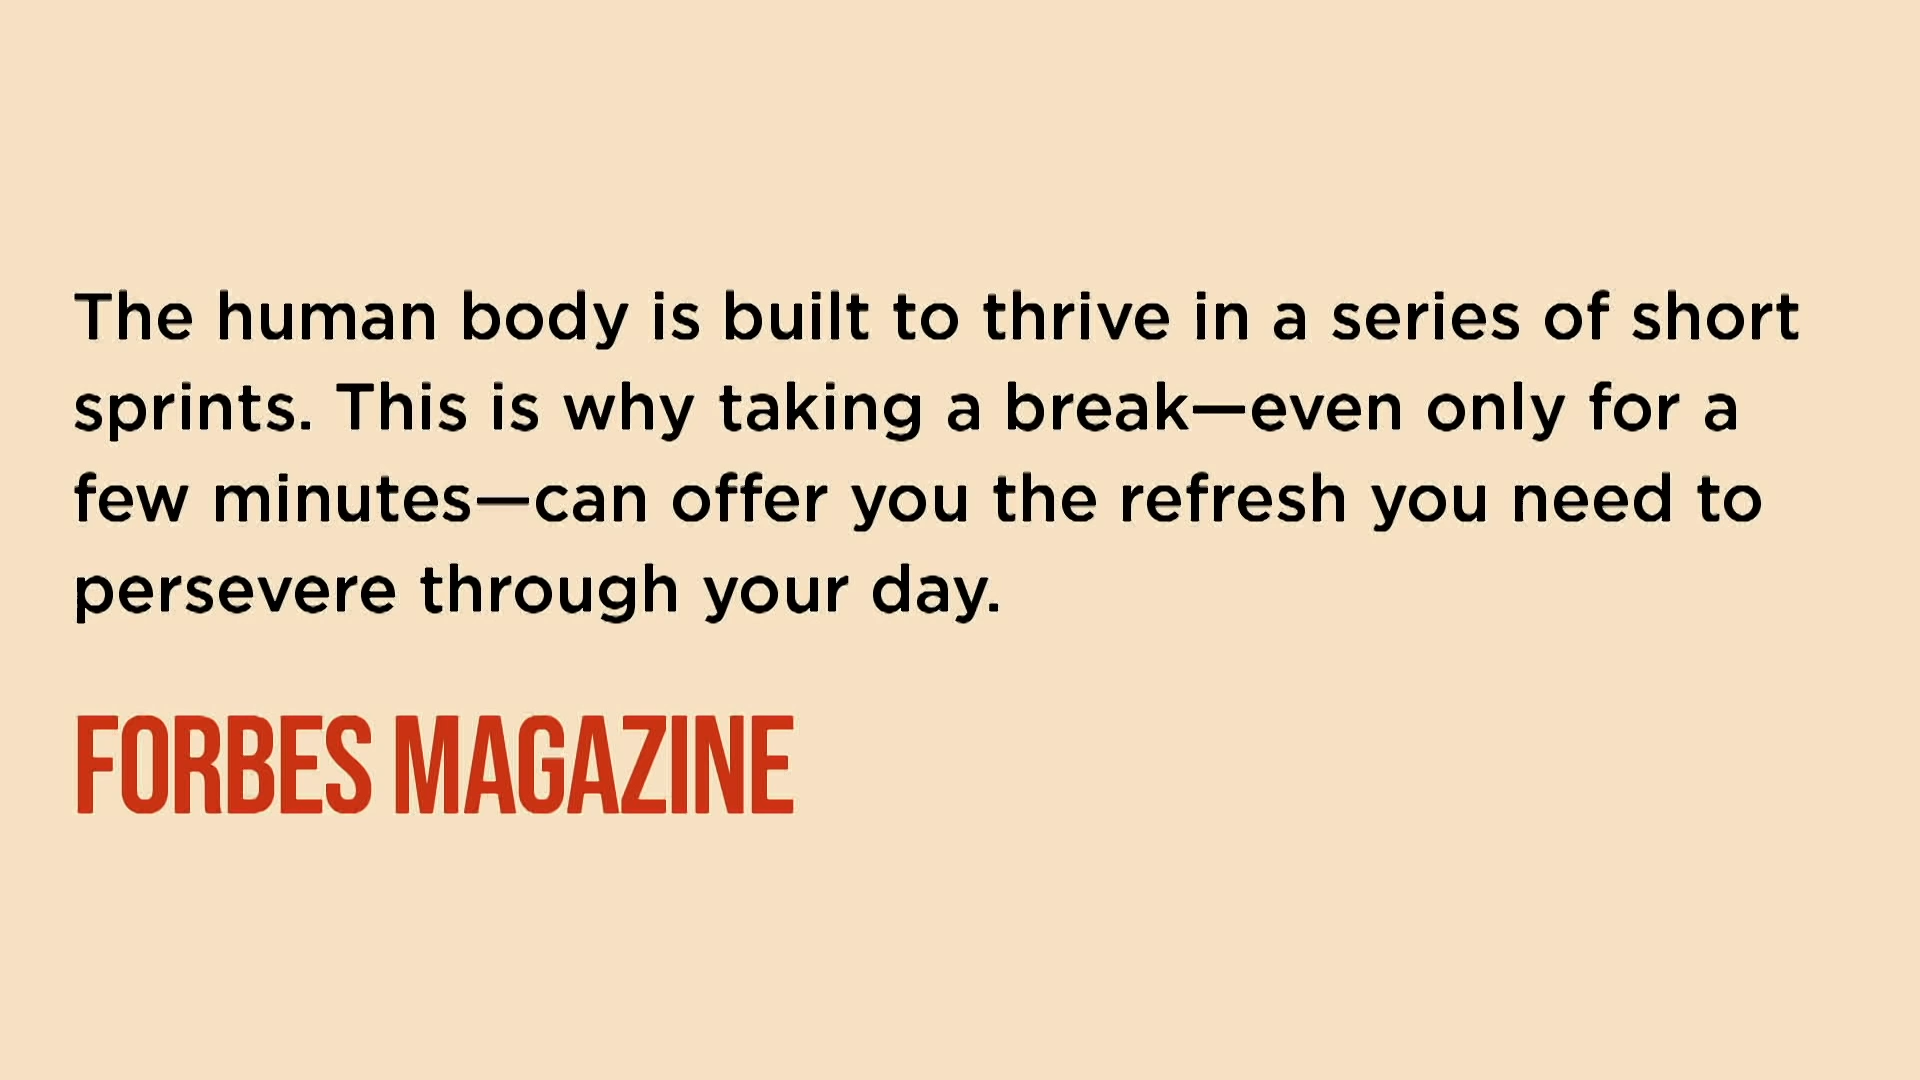 The human body is built to thrive in a series of short
sprints. This is why taking a break—even only for a
few minutes—can offer you the refresh you need to
persevere through your day.
FORBES MAGAZINE